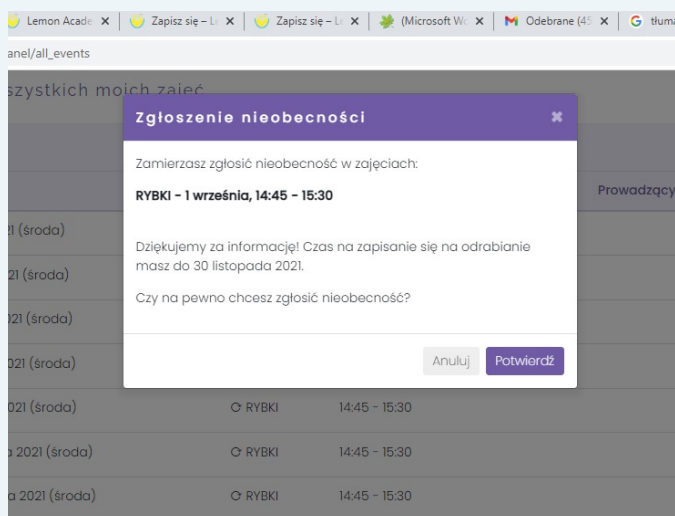 Lemon Acade
Zapisz się – L
Zapisz się – L
(Microsoft W
Odebrane (45
tłuma
anel/all_events
szystkich moich zajęć
Zgłoszenie nieobecności
Zamierzasz zgłosić nieobecność w zajęciach:
RYBKI - 1 września, 14:45 - 15:30
Prowadzący
21 (środa)
Dziękujemy za informację! Czas na zapisanie się na odrabianie
masz do 30 listopada 2021.
21 (środa)
Czy na pewno chcesz zgłosić nieobecność?
021 (środa)
021 (środa)
Anuluj Potwierdź
021 (środa) RYBKI 14:45 - 15:30
a 2021 (środa) RYBKI 14:45 - 15:30
a 2021 (środa) RYBKI 14:45 - 15:30